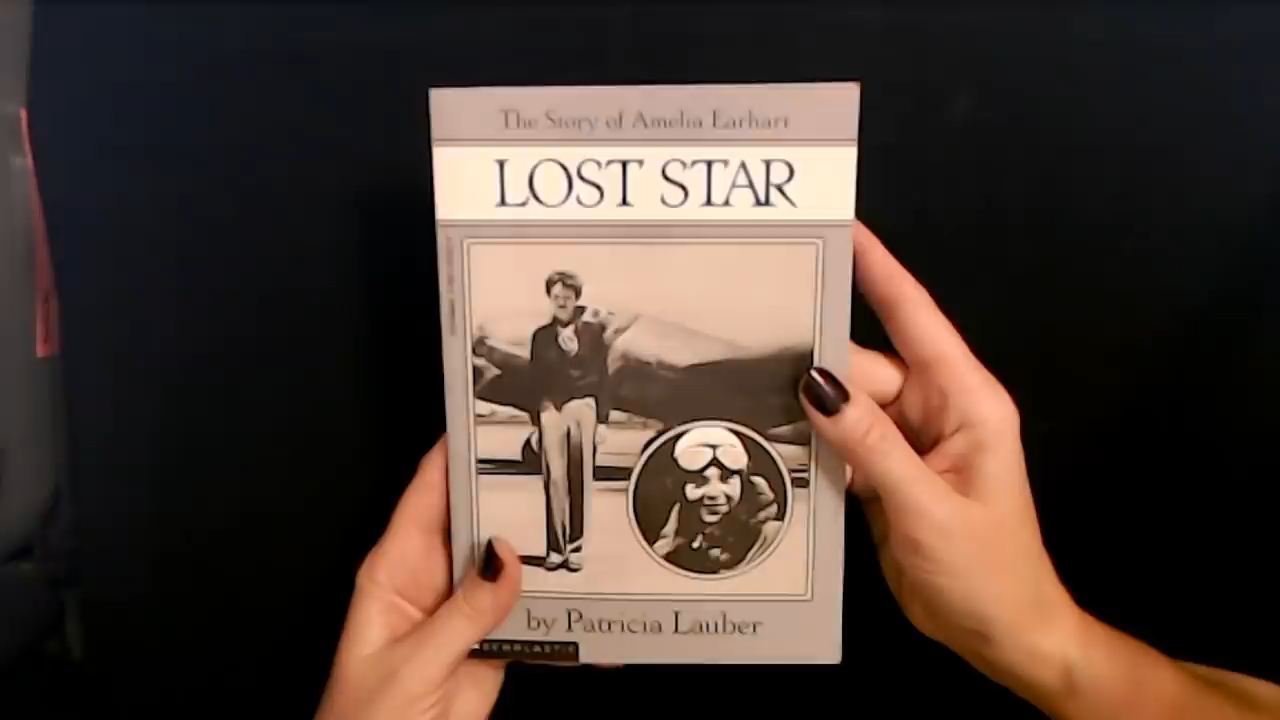 The Story of Amelia Earhart
LOST STAR
by Patricia Lauber
SCHOLASTIC